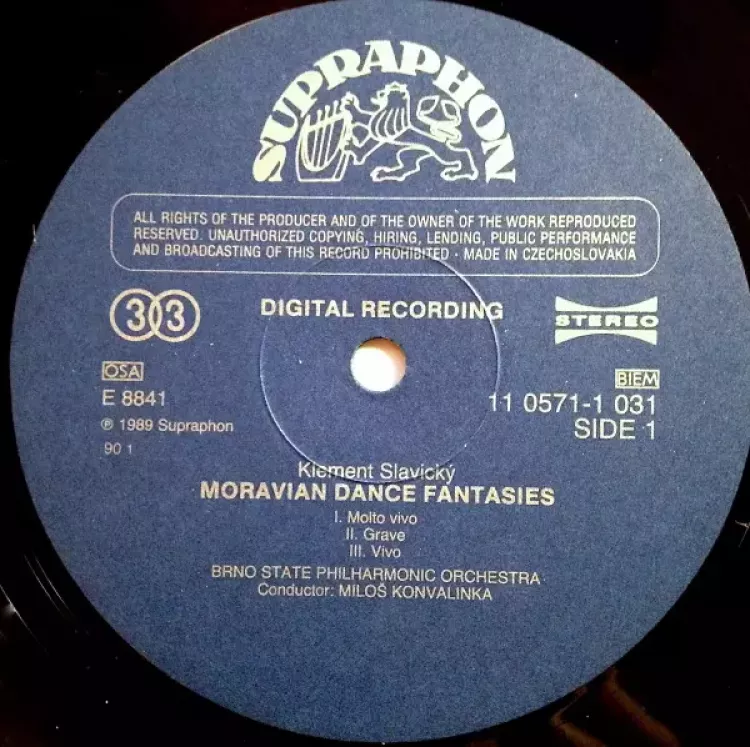 SUPRAPHON
ALL RIGHTS OF THE PRODUCER AND OF THE OWNER OF THE WORK REPRODUCED
RESERVED. UNAUTHORIZED COPYING, HIRING, LENDING, PUBLIC PERFORMANCE
AND BROADCASTING OF THIS RECORD PROHIBITED · MADE IN CZECHOSLOVAKIA
33
DIGITAL RECORDING
STEREO
OSA
BIEM
E 8841
11 0571-1 031
℗ 1989 Supraphon
SIDE 1
90 1
Klement Slavický
MORAVIAN DANCE FANTASIES
I. Molto vivo
II. Grave
III. Vivo
BRNO STATE PHILHARMONIC ORCHESTRA
Conductor: MILOŠ KONVALINKA